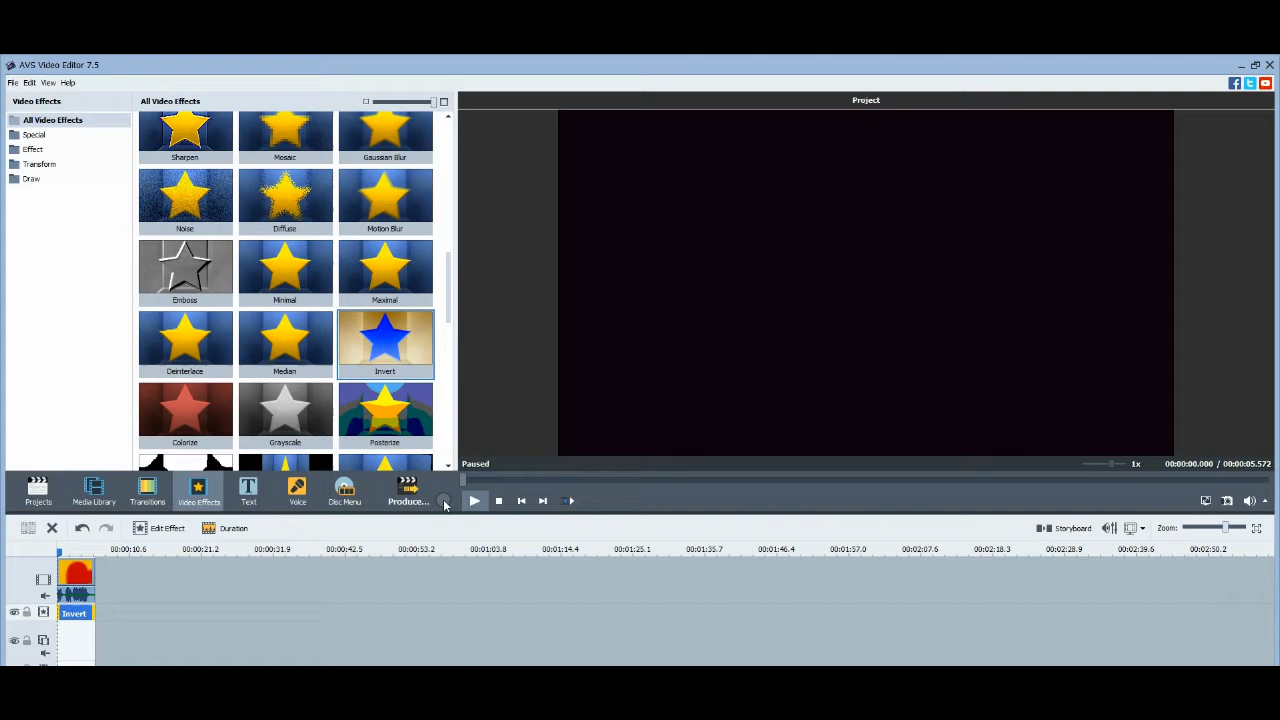 AVS Video Editor 7.5
File Edit View Help
Video Effects
All Video Effects
Project
All Video Effects
Special
Effect
Transform
Draw
Sharpen Mosaic Gaussian Blur
Noise Diffuse Motion Blur
Emboss Minimal Maximal
Deinterlace Median Invert
Colorize Grayscale Posterize
Paused 1x 00:00:00.000 / 00:00:05.572
Projects Media Library Transitions Video Effects Text Voice Disc Menu Produce...
Edit Effect Duration Storyboard Zoom:
00:00:10.6 00:00:21.2 00:00:31.9 00:00:42.5 00:00:53.2 00:01:03.8 00:01:14.4 00:01:25.1 00:01:35.7 00:01:46.4 00:01:57.0 00:02:07.6 00:02:18.3 00:02:28.9 00:02:39.6 00:02:50.2
Invert